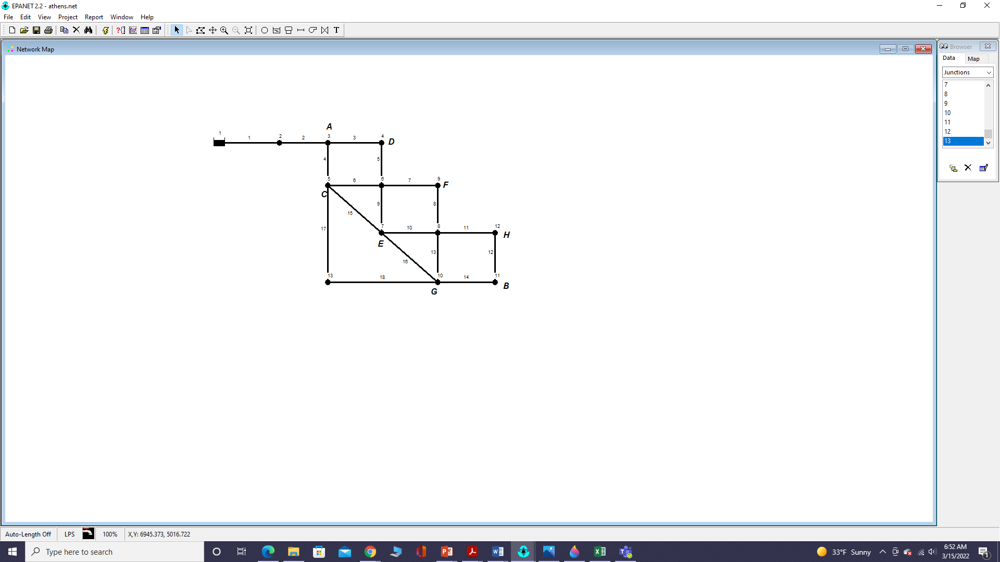 EPANET 2.2 - athens.net
File Edit View Project Report Window Help
T
Network Map
Browser
Data Map
Junctions
7
8
9
10
11
12
13
A
1 1 2 2 3 3 4 D
4 5
5 6 6 7 9 F
C
15 9 8
17 7 10 8 11 12 H
E
16 13 12
13 18 10 14 11
G B
Auto-Length Off LPS 100% X,Y: 6945.373, 5016.722
Type here to search
33°F Sunny
6:52 AM
3/15/2022
1